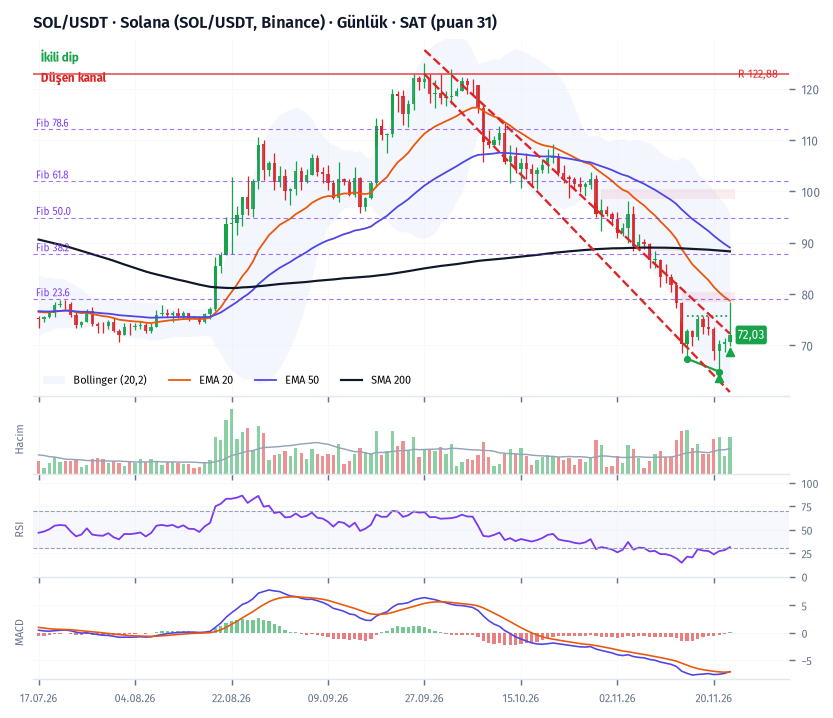 SOL/USDT · Solana (SOL/USDT, Binance) · Günlük · SAT (puan 31)
İkili dip
Düşen kanal
R 122,88
120
Fib 78.6
110
Fib 61.8
100
Fib 50.0
90
Fib 38.2
Fib 23.6
80
72,03
70
Bollinger (20,2)
EMA 20
EMA 50
SMA 200
Hacim
100
75
50
25
0
RSI
5
0
−5
MACD
17.07.26
04.08.26
22.08.26
09.09.26
27.09.26
15.10.26
02.11.26
20.11.26